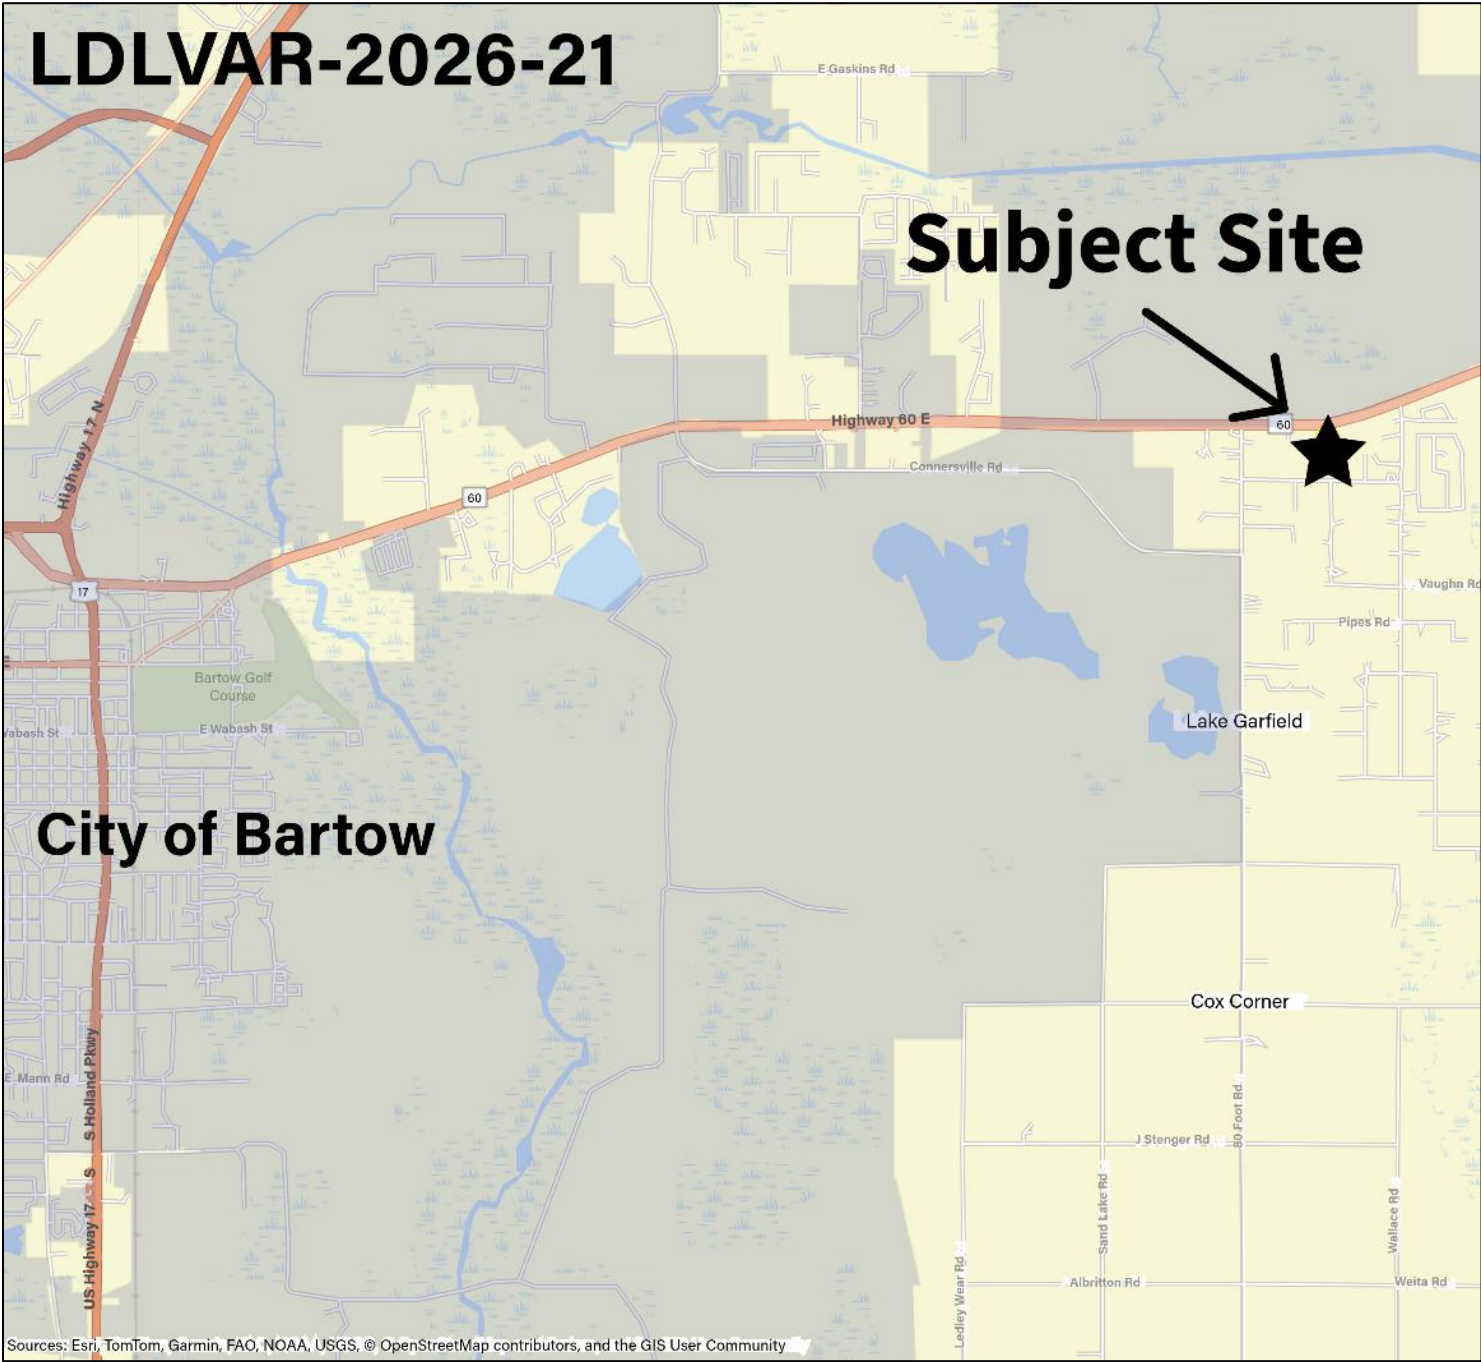 LDLVAR-2026-21
E Gaskins Rd
Subject Site
Highway 17 N
Highway 60 E
60
Connersville Rd
60
17
Vaughn Rd
Pipes Rd
Bartow Golf
Course
Lake Garfield
E Wabash St
Wabash St
City of Bartow
Cox Corner
S Holland Pkwy
E Mann Rd
80 Foot Rd
J Stenger Rd
Sand Lake Rd
Wallace Rd
US Highway 17 S
Ledley Wear Rd
Albritton Rd
Weita Rd
Sources: Esri, TomTom, Garmin, FAO, NOAA, USGS, © OpenStreetMap contributors, and the GIS User Community